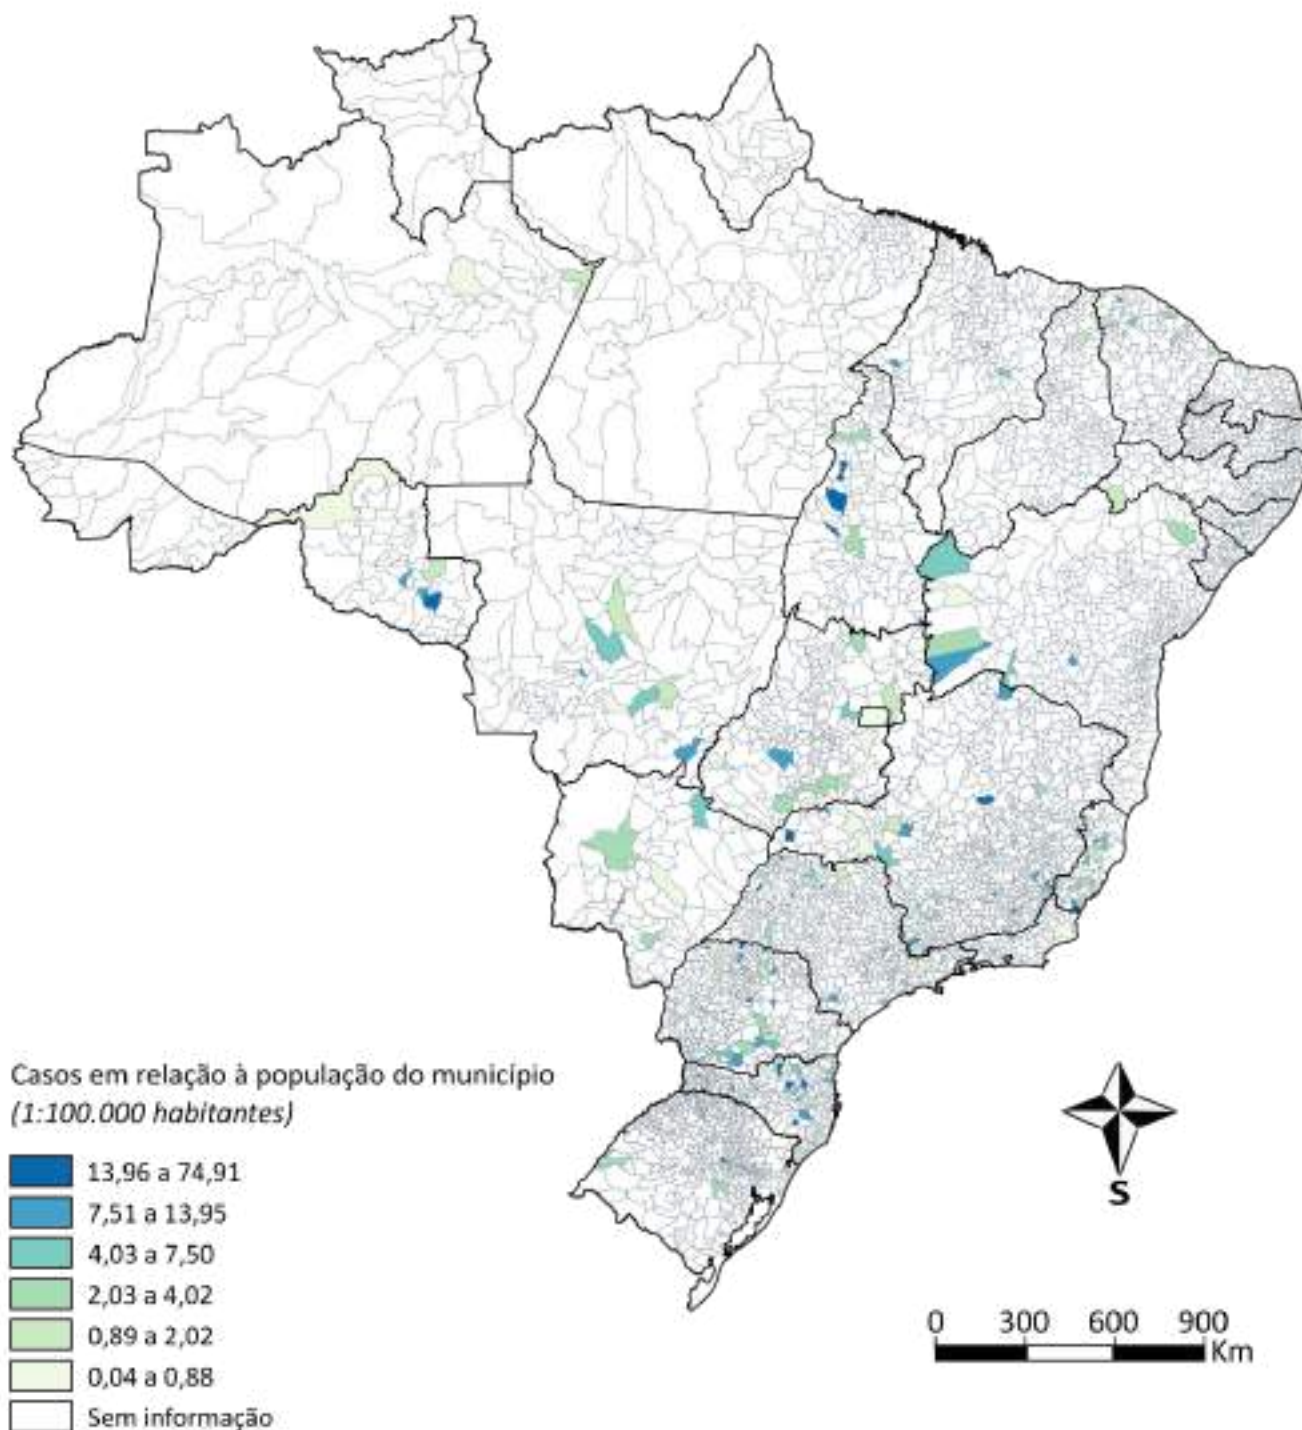 Casos em relação à população do município
(1:100.000 habitantes)
13,96 a 74,91
7,51 a 13,95
4,03 a 7,50
2,03 a 4,02
0,89 a 2,02
0,04 a 0,88
Sem informação
S
0 300 600 900
Km